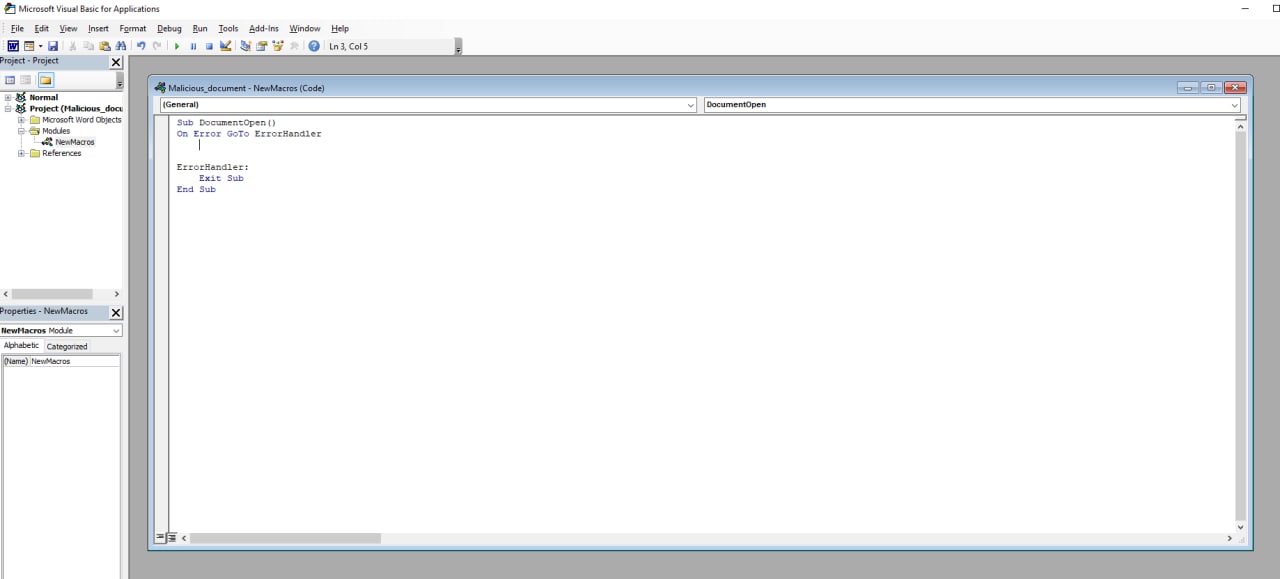 Microsoft Visual Basic for Applications
File Edit View Insert Format Debug Run Tools Add-Ins Window Help
Ln 3, Col 5
Project - Project
Normal
Project (Malicious_docu
Microsoft Word Objects
Modules
NewMacros
References
Properties - NewMacros
NewMacros Module
Alphabetic Categorized
(Name) NewMacros
Malicious_document - NewMacros (Code)
(General) DocumentOpen
Sub DocumentOpen()
On Error GoTo ErrorHandler
ErrorHandler:
Exit Sub
End Sub